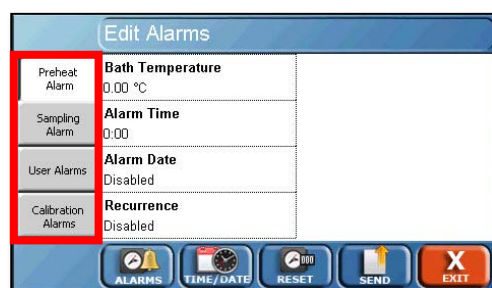 Edit Alarms
Preheat
Alarm
Sampling
Alarm
User Alarms
Calibration
Alarms
Bath Temperature
0.00 °C
Alarm Time
0:00
Alarm Date
Disabled
Recurrence
Disabled
ALARMS
TIME/DATE
RESET
SEND
X
EXIT